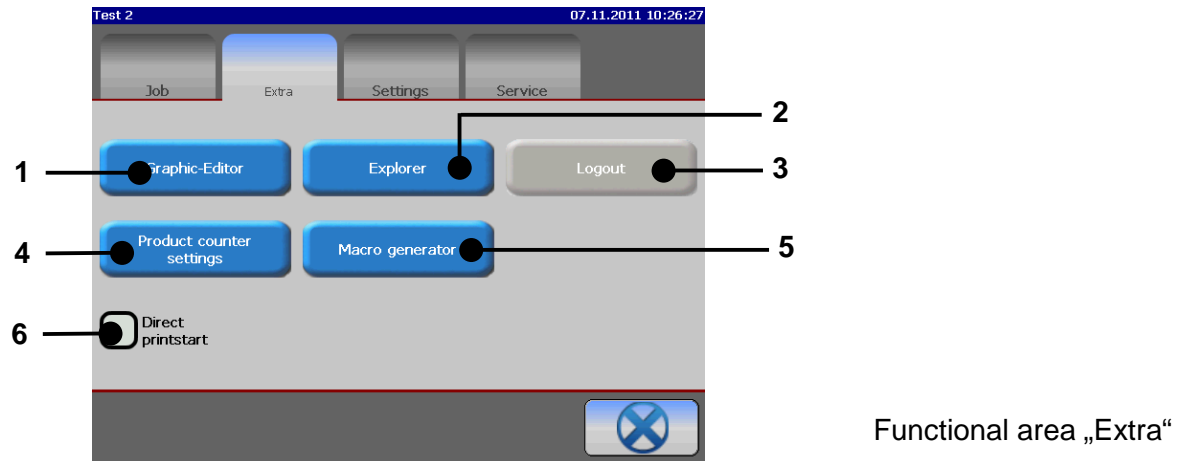 Test 2 07.11.2011 10:26:27
Job Extra Settings Service
2
1 Graphic-Editor Explorer Logout 3
4 Product counter
settings
Macro generator 5
6 Direct
printstart
Functional area „Extra“